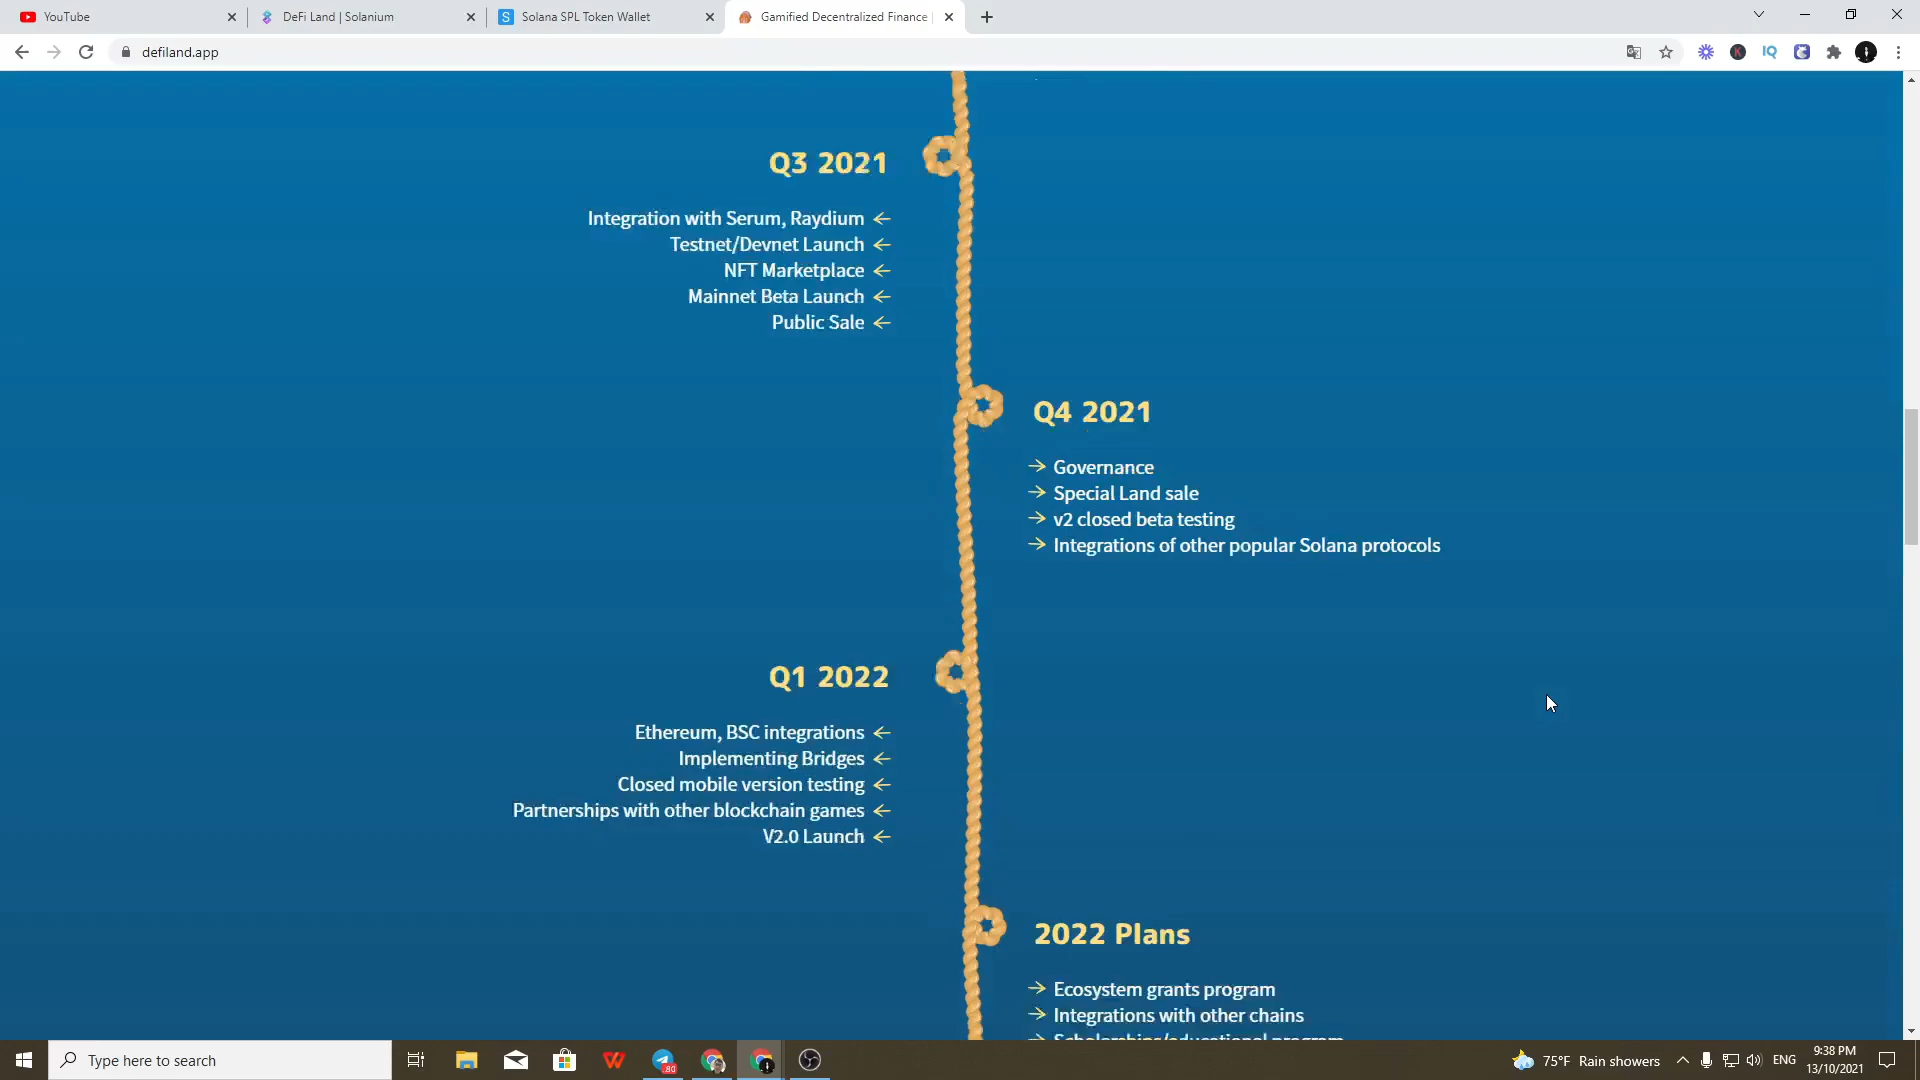 YouTube
DeFi Land | Solanium
Solana SPL Token Wallet
Gamified Decentralized Finance |
defiland.app
Q3 2021
Integration with Serum, Raydium ←
Testnet/Devnet Launch ←
NFT Marketplace ←
Mainnet Beta Launch ←
Public Sale ←
Q4 2021
→ Governance
→ Special Land sale
→ v2 closed beta testing
→ Integrations of other popular Solana protocols
Q1 2022
Ethereum, BSC integrations ←
Implementing Bridges ←
Closed mobile version testing ←
Partnerships with other blockchain games ←
V2.0 Launch ←
2022 Plans
→ Ecosystem grants program
→ Integrations with other chains
Scholarships/educational program
Type here to search
80
75°F Rain showers
ENG
9:38 PM
13/10/2021